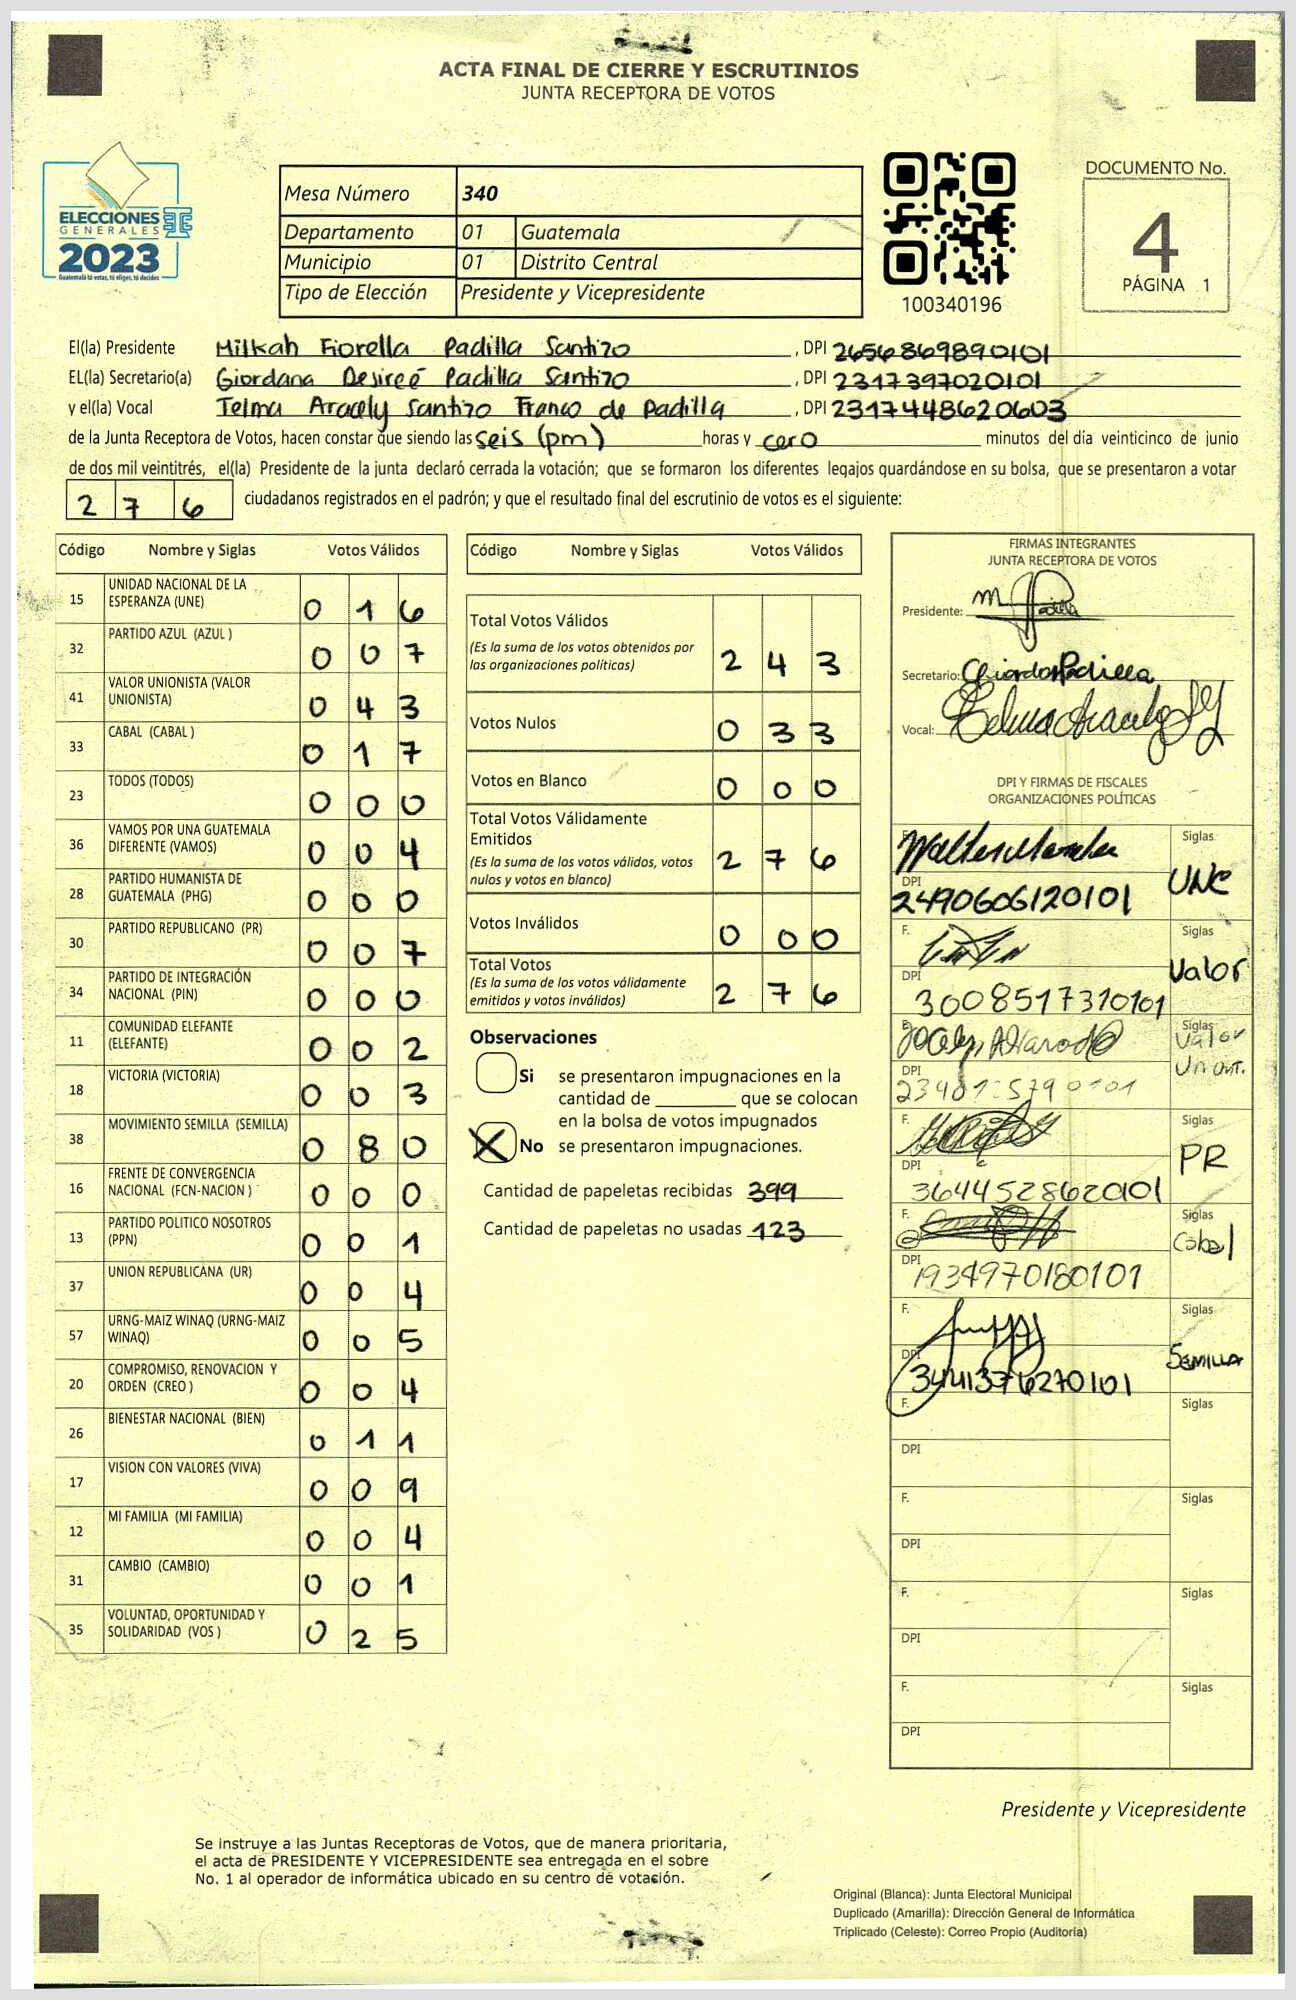 ACTA FINAL DE CIERRE Y ESCRUTINIOS
JUNTA RECEPTORA DE VOTOS
ELECCIONES
GENERALES
2023
Guatemala tú votas, tú eliges, tú decides
Mesa Número 340
Departamento 01 Guatemala
Municipio 01 Distrito Central
Tipo de Elección Presidente y Vicepresidente
100340196
DOCUMENTO No.
4
PÁGINA 1
El(la) Presidente Milkah Fiorella Padilla Santizo, DPI 2656869890101
EL(la) Secretario(a) Giordana Desireé Padilla Santizo, DPI 2317397020101
y el(la) Vocal Telma Aracely Santizo Franco de Padilla, DPI 2317448620603
de la Junta Receptora de Votos, hacen constar que siendo las seis (pm) horas y cero minutos del día veinticinco de junio
de dos mil veintitrés, el(la) Presidente de la junta declaró cerrada la votación; que se formaron los diferentes legajos quardándose en su bolsa, que se presentaron a votar
2 7 6 ciudadanos registrados en el padrón; y que el resultado final del escrutinio de votos es el siguiente:
Código Nombre y Siglas Votos Válidos
15 UNIDAD NACIONAL DE LA
ESPERANZA (UNE) 0 1 6
32 PARTIDO AZUL (AZUL ) 0 0 7
41 VALOR UNIONISTA (VALOR
UNIONISTA) 0 4 3
33 CABAL (CABAL ) 0 1 7
23 TODOS (TODOS) 0 0 0
36 VAMOS POR UNA GUATEMALA
DIFERENTE (VAMOS) 0 0 4
28 PARTIDO HUMANISTA DE
GUATEMALA (PHG) 0 0 0
30 PARTIDO REPUBLICANO (PR) 0 0 7
34 PARTIDO DE INTEGRACIÓN
NACIONAL (PIN) 0 0 0
11 COMUNIDAD ELEFANTE
(ELEFANTE) 0 0 2
18 VICTORIA (VICTORIA) 0 0 3
38 MOVIMIENTO SEMILLA (SEMILLA) 0 8 0
16 FRENTE DE CONVERGENCIA
NACIONAL (FCN-NACION ) 0 0 0
13 PARTIDO POLITICO NOSOTROS
(PPN) 0 0 1
37 UNION REPUBLICANA (UR) 0 0 4
57 URNG-MAIZ WINAQ (URNG-MAIZ
WINAQ) 0 0 5
20 COMPROMISO, RENOVACION Y
ORDEN (CREO ) 0 0 4
26 BIENESTAR NACIONAL (BIEN) 0 1 1
17 VISION CON VALORES (VIVA) 0 0 9
12 MI FAMILIA (MI FAMILIA) 0 0 4
31 CAMBIO (CAMBIO) 0 0 1
35 VOLUNTAD, OPORTUNIDAD Y
SOLIDARIDAD (VOS ) 0 2 5
Código Nombre y Siglas Votos Válidos
Total Votos Válidos
(Es la suma de los votos obtenidos por
las organizaciones políticas) 2 4 3
Votos Nulos 0 3 3
Votos en Blanco 0 0 0
Total Votos Válidamente
Emitidos
(Es la suma de los votos válidos, votos
nulos y votos en blanco) 2 7 6
Votos Inválidos 0 0 0
Total Votos
(Es la suma de los votos válidamente
emitidos y votos inválidos) 2 7 6
Observaciones
Si se presentaron impugnaciones en la
cantidad de ________ que se colocan
en la bolsa de votos impugnados
X No se presentaron impugnaciones.
Cantidad de papeletas recibidas 399
Cantidad de papeletas no usadas 123
FIRMAS INTEGRANTES
JUNTA RECEPTORA DE VOTOS
Presidente:
Secretario:
Vocal:
DPI Y FIRMAS DE FISCALES
ORGANIZACIONES POLÍTICAS
Siglas UNE
DPI 2490606120101
F. Siglas Valor
DPI 3008517310101
Siglas Valor
DPI
F. Siglas PR
DPI 3644528620101
F. Siglas Cabal
DPI 1934970180101
F. Siglas SEMILLA
DPI 3441376270101
F. Siglas
DPI
F. Siglas
DPI
F. Siglas
DPI
F. Siglas
DPI
Presidente y Vicepresidente
Se instruye a las Juntas Receptoras de Votos, que de manera prioritaria,
el acta de PRESIDENTE Y VICEPRESIDENTE sea entregada en el sobre
No. 1 al operador de informática ubicado en su centro de votación.
Original (Blanca): Junta Electoral Municipal
Duplicado (Amarilla): Dirección General de Informática
Triplicado (Celeste): Correo Propio (Auditoría)